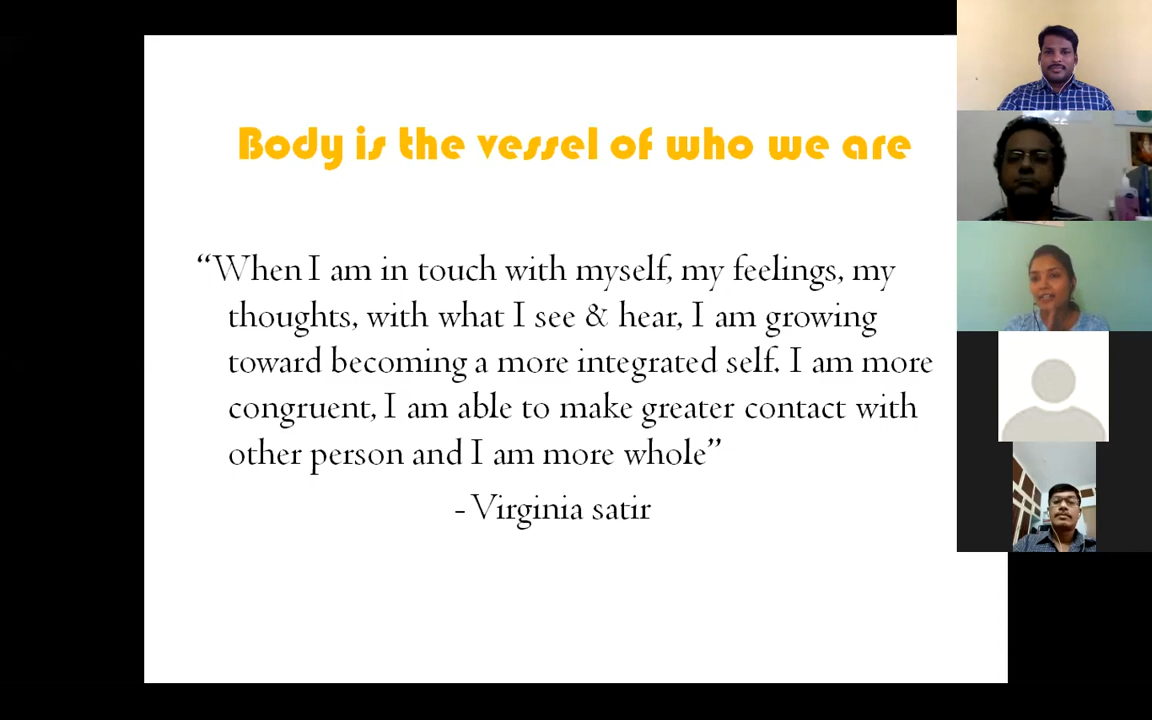 Body is the vessel of who we are
“When I am in touch with myself, my feelings, my
thoughts, with what I see & hear, I am growing
toward becoming a more integrated self. I am more
congruent, I am able to make greater contact with
other person and I am more whole”
- Virginia satir